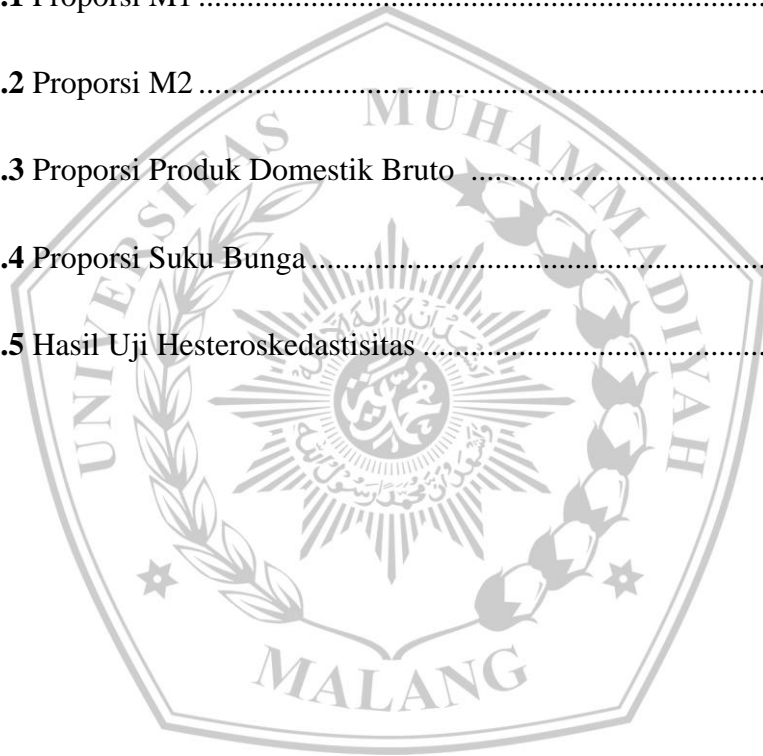 .1 Proporsi M1 ....................................................................
.2 Proporsi M2 ....................................................................
.3 Proporsi Produk Domestik Bruto ....................................
.4 Proporsi Suku Bunga ........................................................
.5 Hasil Uji Hesteroskedastisitas ..........................................
UNIVERSITAS MUHAMMADIYAH
MALANG